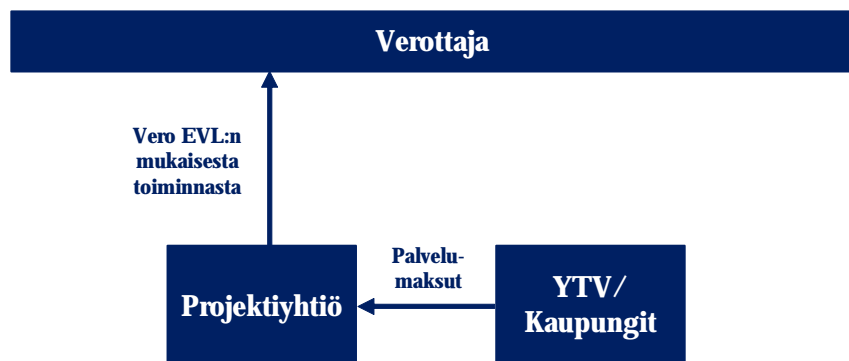 Verottaja
Vero EVL:n
mukaisesta
toiminnasta
Palvelu-
maksut
Projektiyhtiö
YTV/
Kaupungit